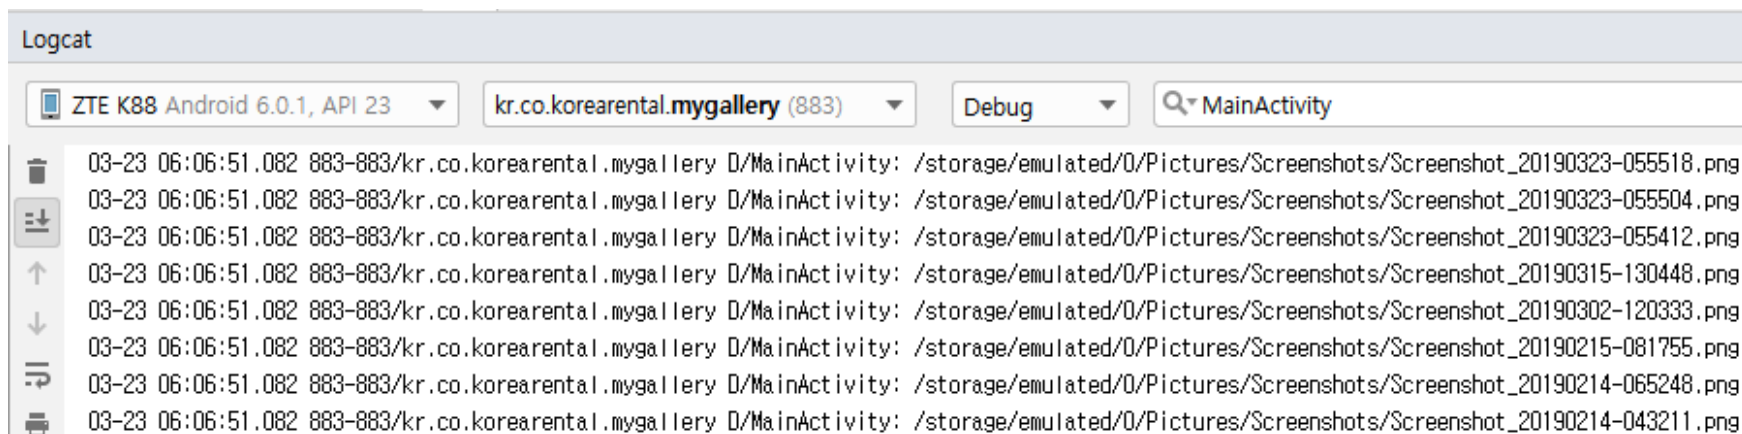 Logcat
ZTE K88 Android 6.0.1, API 23 kr.co.korearental.mygallery (883) Debug MainActivity
03-23 06:06:51.082 883-883/kr.co.korearental.mygallery D/MainActivity: /storage/emulated/0/Pictures/Screenshots/Screenshot_20190323-055518.png
03-23 06:06:51.082 883-883/kr.co.korearental.mygallery D/MainActivity: /storage/emulated/0/Pictures/Screenshots/Screenshot_20190323-055504.png
03-23 06:06:51.082 883-883/kr.co.korearental.mygallery D/MainActivity: /storage/emulated/0/Pictures/Screenshots/Screenshot_20190323-055412.png
03-23 06:06:51.082 883-883/kr.co.korearental.mygallery D/MainActivity: /storage/emulated/0/Pictures/Screenshots/Screenshot_20190315-130448.png
03-23 06:06:51.082 883-883/kr.co.korearental.mygallery D/MainActivity: /storage/emulated/0/Pictures/Screenshots/Screenshot_20190302-120333.png
03-23 06:06:51.082 883-883/kr.co.korearental.mygallery D/MainActivity: /storage/emulated/0/Pictures/Screenshots/Screenshot_20190215-081755.png
03-23 06:06:51.082 883-883/kr.co.korearental.mygallery D/MainActivity: /storage/emulated/0/Pictures/Screenshots/Screenshot_20190214-065248.png
03-23 06:06:51.082 883-883/kr.co.korearental.mygallery D/MainActivity: /storage/emulated/0/Pictures/Screenshots/Screenshot_20190214-043211.png